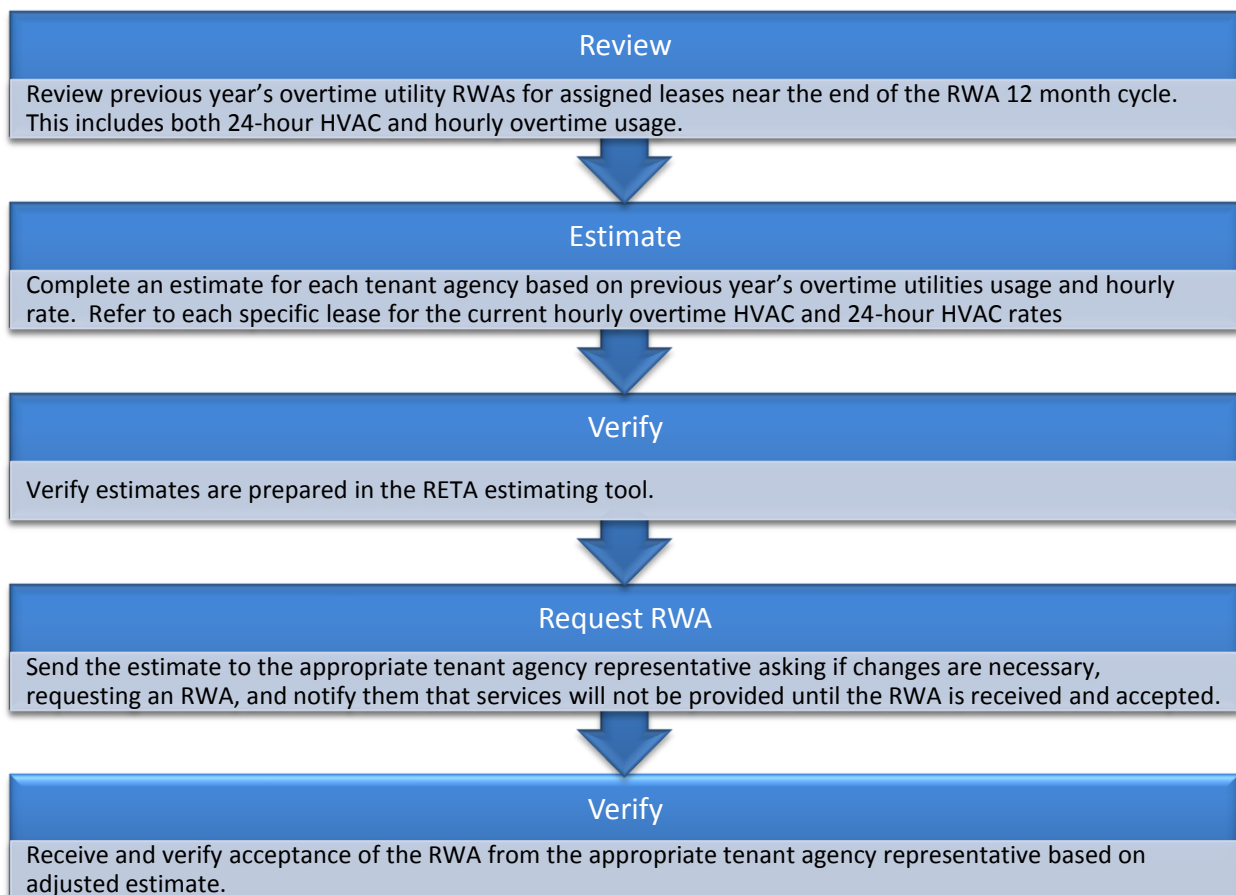 Review
Review previous year’s overtime utility RWAs for assigned leases near the end of the RWA 12 month cycle.
This includes both 24-hour HVAC and hourly overtime usage.
Estimate
Complete an estimate for each tenant agency based on previous year’s overtime utilities usage and hourly
rate.  Refer to each specific lease for the current hourly overtime HVAC and 24-hour HVAC rates
Verify
Verify estimates are prepared in the RETA estimating tool.
Request RWA
Send the estimate to the appropriate tenant agency representative asking if changes are necessary,
requesting an RWA, and notify them that services will not be provided until the RWA is received and accepted.
Verify
Receive and verify acceptance of the RWA from the appropriate tenant agency representative based on
adjusted estimate.